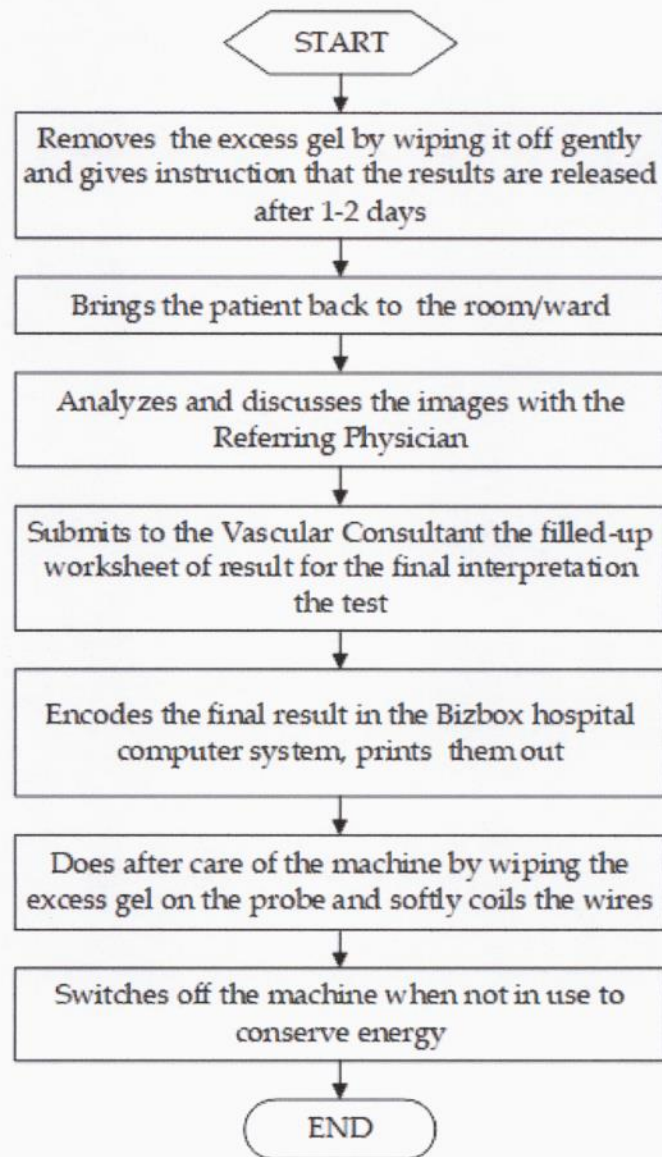 START
Removes the excess gel by wiping it off gently
and gives instruction that the results are released
after 1-2 days
Brings the patient back to the room/ward
Analyzes and discusses the images with the
Referring Physician
Submits to the Vascular Consultant the filled-up
worksheet of result for the final interpretation
the test
Encodes the final result in the Bizbox hospital
computer system, prints them out
Does after care of the machine by wiping the
excess gel on the probe and softly coils the wires
Switches off the machine when not in use to
conserve energy
END